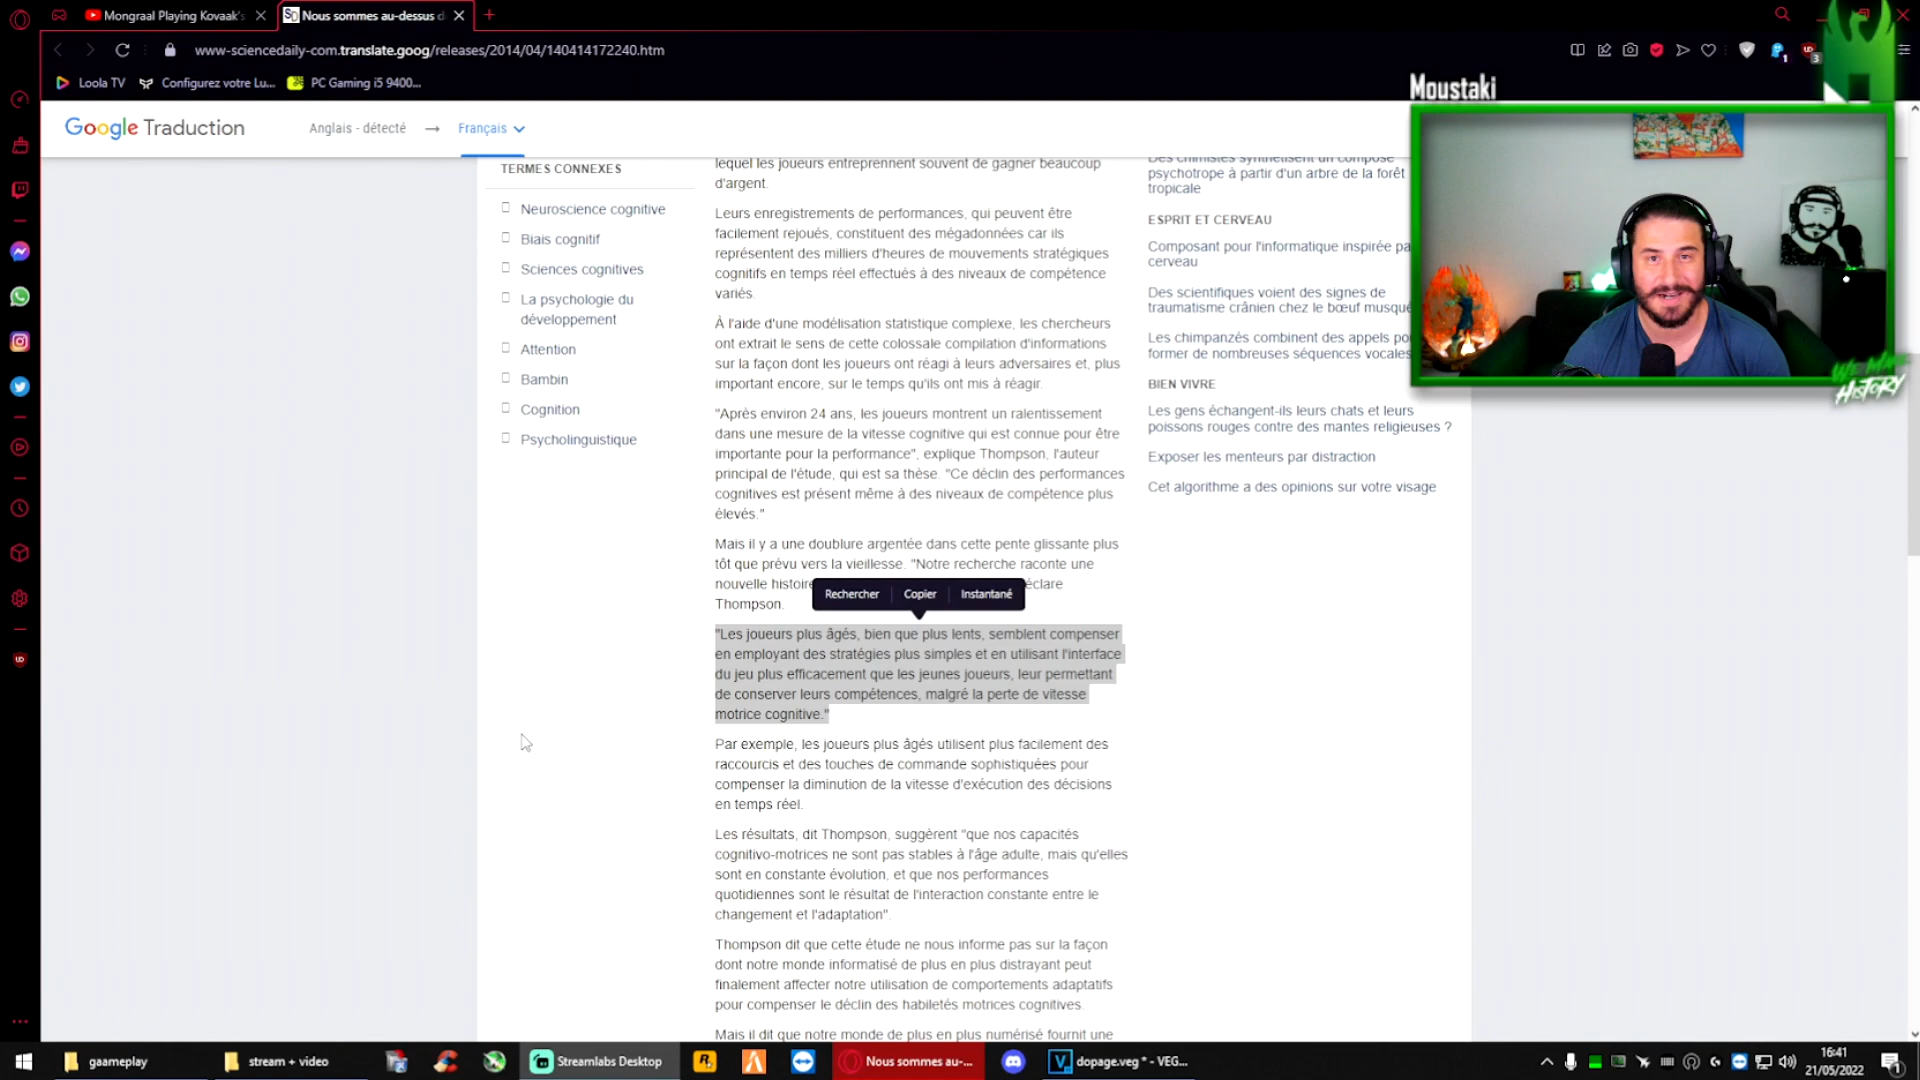 Mongraal Playing Kovaak's
Nous sommes au-dessus d
www-sciencedaily-com.translate.goog/releases/2014/04/140414172240.htm
1
3
Loola TV
Configurez votre Lu...
PC Gaming i5 9400...
Moustaki
Google Traduction
Anglais - détecté
Français
TERMES CONNEXES
Neuroscience cognitive
Biais cognitif
Sciences cognitives
La psychologie du
développement
Attention
Bambin
Cognition
Psycholinguistique
lequel les joueurs entreprennent souvent de gagner beaucoup
d'argent.
Leurs enregistrements de performances, qui peuvent être
facilement rejoués, constituent des mégadonnées car ils
représentent des milliers d'heures de mouvements stratégiques
cognitifs en temps réel effectués à des niveaux de compétence
variés.
À l'aide d'une modélisation statistique complexe, les chercheurs
ont extrait le sens de cette colossale compilation d'informations
sur la façon dont les joueurs ont réagi à leurs adversaires et, plus
important encore, sur le temps qu'ils ont mis à réagir.
"Après environ 24 ans, les joueurs montrent un ralentissement
dans une mesure de la vitesse cognitive qui est connue pour être
importante pour la performance", explique Thompson, l'auteur
principal de l'étude, qui est sa thèse. "Ce déclin des performances
cognitives est présent même à des niveaux de compétence plus
élevés."
Mais il y a une doublure argentée dans cette pente glissante plus
tôt que prévu vers la vieillesse. "Notre recherche raconte une
nouvelle histoire
éclare
Thompson.
Rechercher
Copier
Instantané
"Les joueurs plus âgés, bien que plus lents, semblent compenser
en employant des stratégies plus simples et en utilisant l'interface
du jeu plus efficacement que les jeunes joueurs, leur permettant
de conserver leurs compétences, malgré la perte de vitesse
motrice cognitive."
Par exemple, les joueurs plus âgés utilisent plus facilement des
raccourcis et des touches de commande sophistiquées pour
compenser la diminution de la vitesse d'exécution des décisions
en temps réel.
Les résultats, dit Thompson, suggèrent "que nos capacités
cognitivo-motrices ne sont pas stables à l'âge adulte, mais qu'elles
sont en constante évolution, et que nos performances
quotidiennes sont le résultat de l'interaction constante entre le
changement et l'adaptation".
Thompson dit que cette étude ne nous informe pas sur la façon
dont notre monde informatisé de plus en plus distrayant peut
finalement affecter notre utilisation de comportements adaptatifs
pour compenser le déclin des habiletés motrices cognitives.
Mais il dit que notre monde de plus en plus numérisé fournit une
Des chimistes synthétisent un composé
psychotrope à partir d'un arbre de la forêt
tropicale
ESPRIT ET CERVEAU
Composant pour l'informatique inspirée pa
cerveau
Des scientifiques voient des signes de
traumatisme crânien chez le bœuf musqué
Les chimpanzés combinent des appels po
former de nombreuses séquences vocales
BIEN VIVRE
Les gens échangent-ils leurs chats et leurs
poissons rouges contre des mantes religieuses ?
Exposer les menteurs par distraction
Cet algorithme a des opinions sur votre visage
WE MAKE
HISTORY
gaameplay
stream + video
Streamlabs Desktop
Nous sommes au-...
dopage.veg * - VEG...
16:41
21/05/2022
1